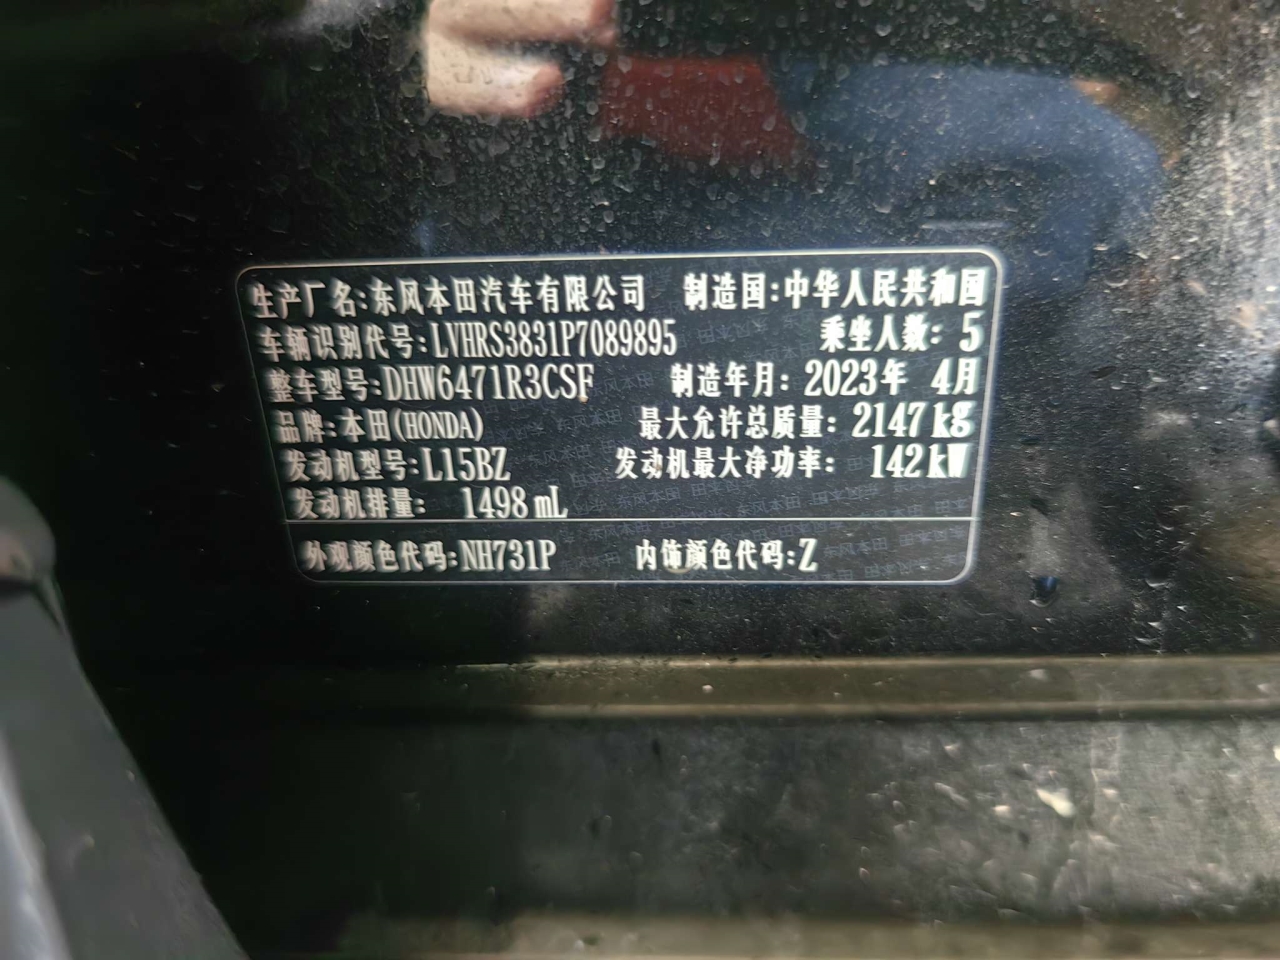 生产厂名:东风本田汽车有限公司 制造国:中华人民共和国
车辆识别代号:LVHRS3831P7089895 乘坐人数: 5
整车型号:DHW6471R3CSF 制造年月: 2023年 4月
品牌:本田(HONDA) 最大允许总质量: 2147kg
发动机型号:L15BZ 发动机最大净功率: 142kW
发动机排量: 1498mL
外观颜色代码:NH731P 内饰颜色代码:Z